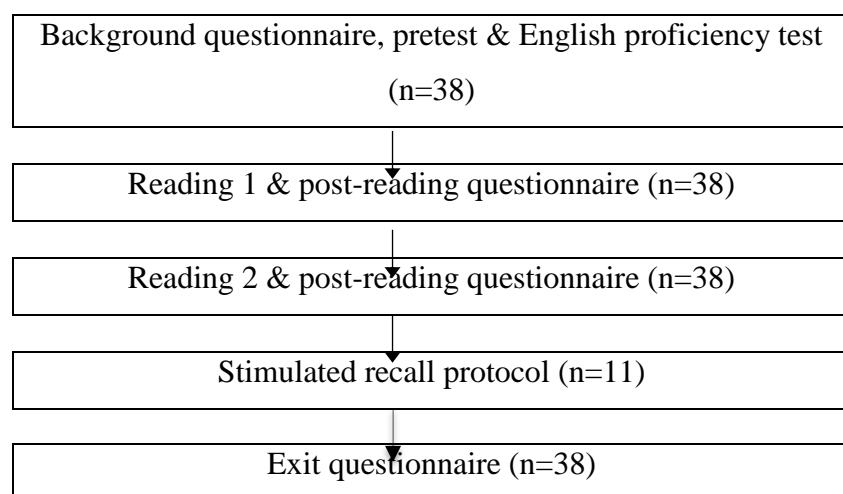 Background questionnaire, pretest & English proficiency test
(n=38)
Reading 1 & post-reading questionnaire (n=38)
Reading 2 & post-reading questionnaire (n=38)
Stimulated recall protocol (n=11)
Exit questionnaire (n=38)